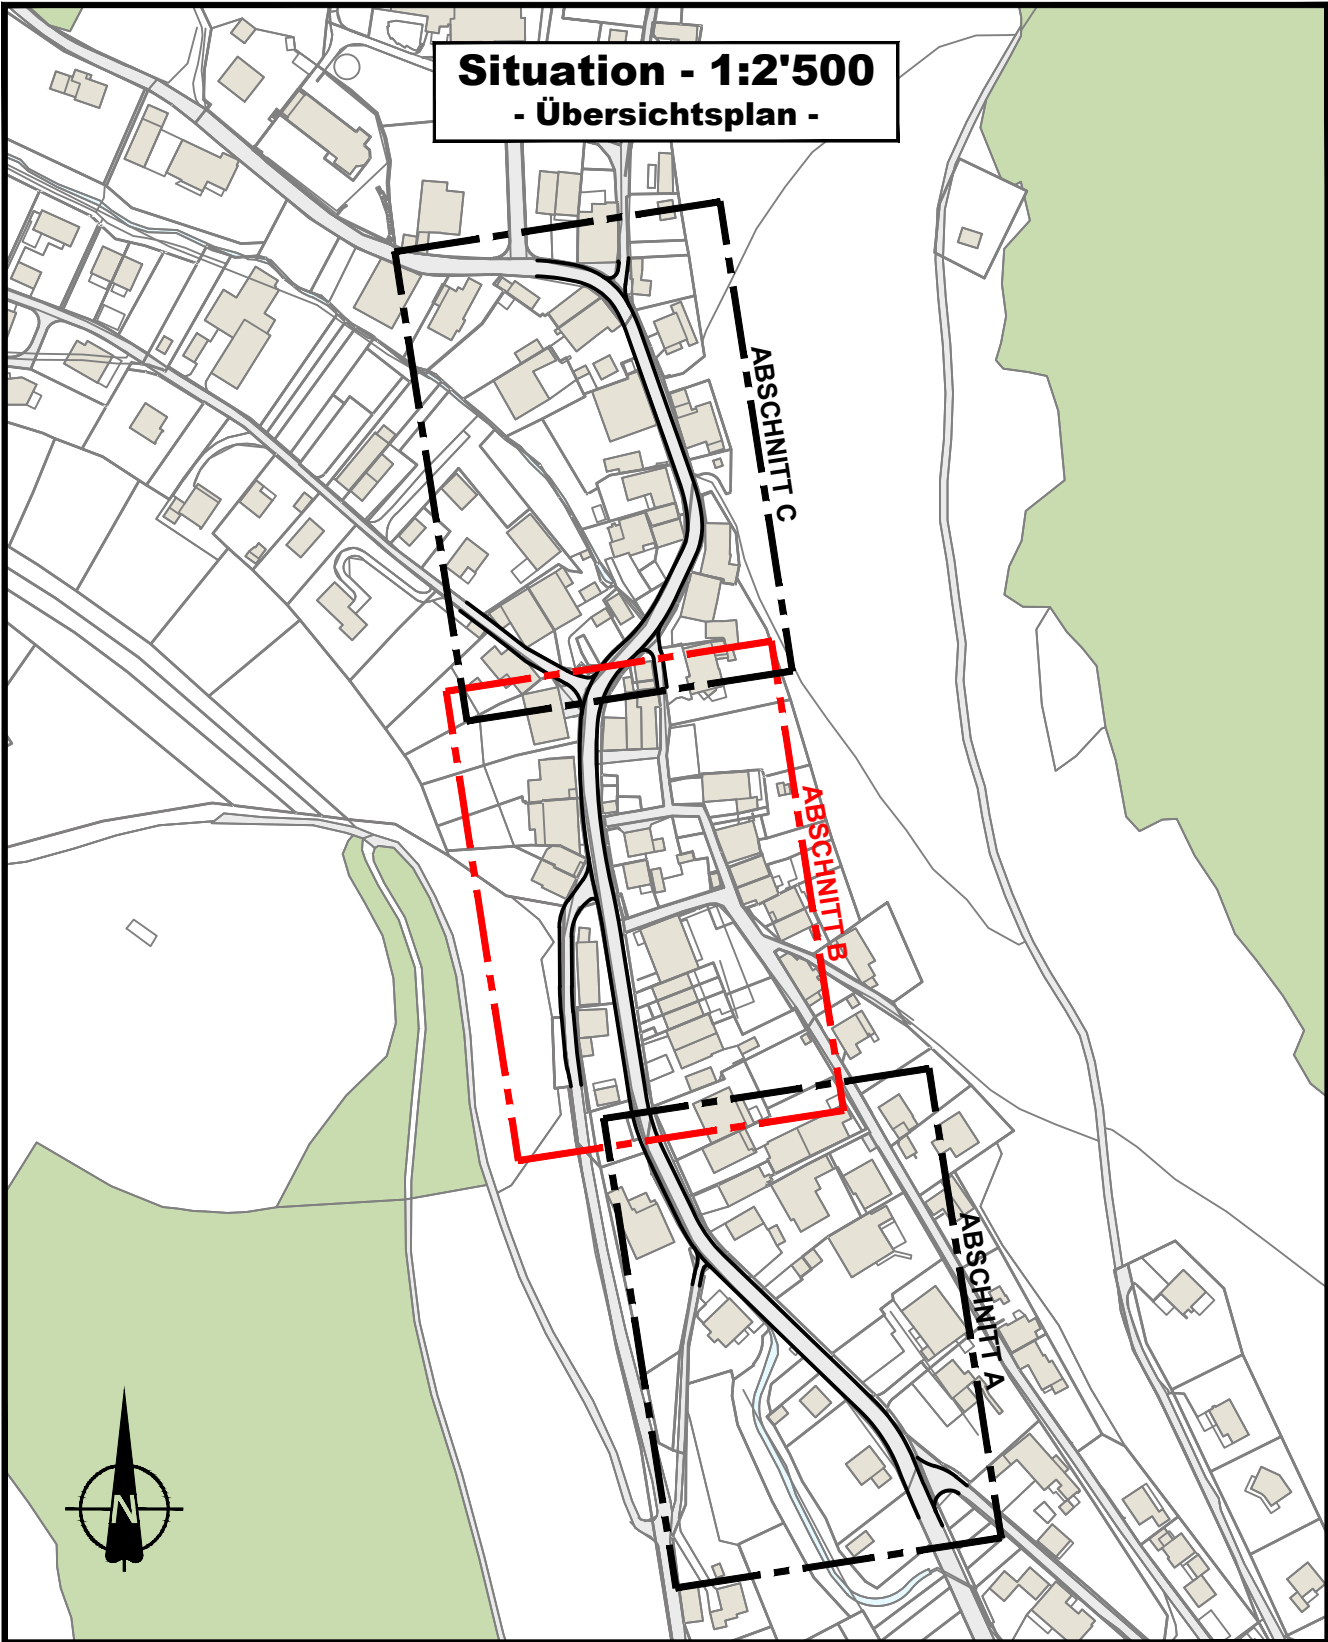 Situation - 1:2'500
- Übersichtsplan -
ABSCHNITT C
ABSCHNITT B
ABSCHNITT A
N